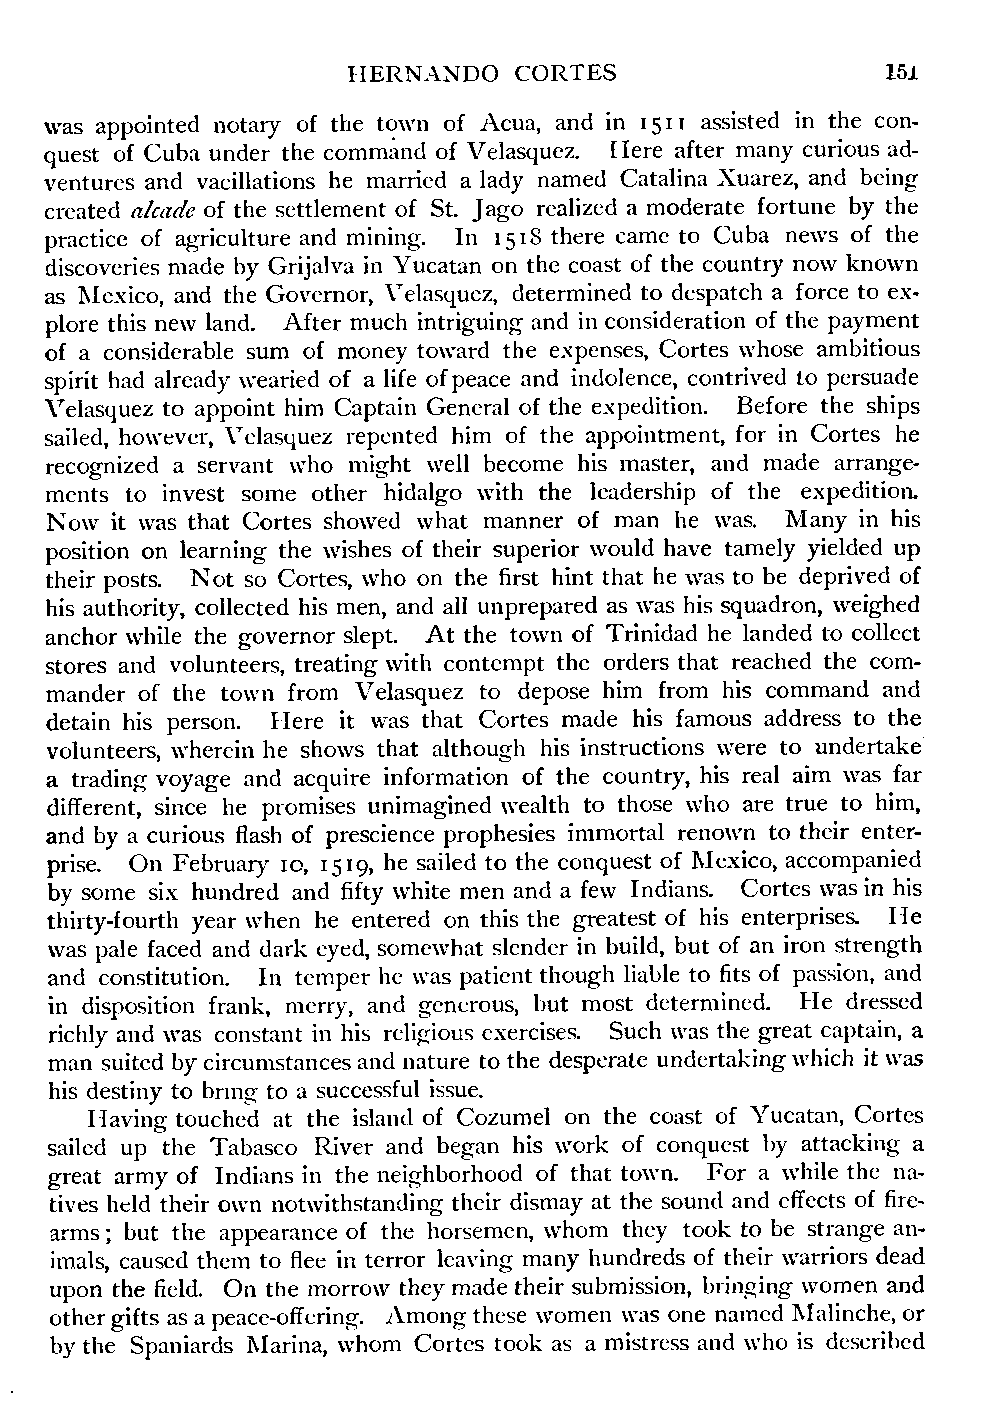 HERNANDO CORTES 151
was appointed notary of the town of Acua, and in 1511 assisted in the con-
quest of Cuba under the command of Velasquez. Here after many curious ad-
ventures and vacillations he married a lady named Catalina Xuarez, and being
created alcade of the settlement of St. Jago realized a moderate fortune by the
practice of agriculture and mining. In 1518 there came to Cuba news of the
discoveries made by Grijalva in Yucatan on the coast of the country now known
as Mexico, and the Governor, Velasquez, determined to despatch a force to ex-
plore this new land. After much intriguing and in consideration of the payment
of a considerable sum of money toward the expenses, Cortes whose ambitious
spirit had already wearied of a life of peace and indolence, contrived to persuade
Velasquez to appoint him Captain General of the expedition. Before the ships
sailed, however, Velasquez repented him of the appointment, for in Cortes he
recognized a servant who might well become his master, and made arrange-
ments to invest some other hidalgo with the leadership of the expedition.
Now it was that Cortes showed what manner of man he was. Many in his
position on learning the wishes of their superior would have tamely yielded up
their posts. Not so Cortes, who on the first hint that he was to be deprived of
his authority, collected his men, and all unprepared as was his squadron, weighed
anchor while the governor slept. At the town of Trinidad he landed to collect
stores and volunteers, treating with contempt the orders that reached the com-
mander of the town from Velasquez to depose him from his command and
detain his person. Here it was that Cortes made his famous address to the
volunteers, wherein he shows that although his instructions were to undertake
a trading voyage and acquire information of the country, his real aim was far
different, since he promises unimagined wealth to those who are true to him,
and by a curious flash of prescience prophesies immortal renown to their enter-
prise. On February 10, 1519, he sailed to the conquest of Mexico, accompanied
by some six hundred and fifty white men and a few Indians. Cortes was in his
thirty-fourth year when he entered on this the greatest of his enterprises. He
was pale faced and dark eyed, somewhat slender in build, but of an iron strength
and constitution. In temper he was patient though liable to fits of passion, and
in disposition frank, merry, and generous, but most determined. He dressed
richly and was constant in his religious exercises. Such was the great captain, a
man suited by circumstances and nature to the desperate undertaking which it was
his destiny to bring to a successful issue.
Having touched at the island of Cozumel on the coast of Yucatan, Cortes
sailed up the Tabasco River and began his work of conquest by attacking a
great army of Indians in the neighborhood of that town. For a while the na-
tives held their own notwithstanding their dismay at the sound and effects of fire-
arms; but the appearance of the horsemen, whom they took to be strange an-
imals, caused them to flee in terror leaving many hundreds of their warriors dead
upon the field. On the morrow they made their submission, bringing women and
other gifts as a peace-offering. Among these women was one named Malinche, or
by the Spaniards Marina, whom Cortes took as a mistress and who is described